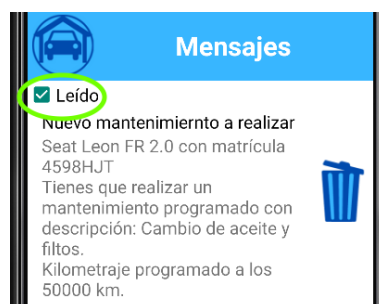 Mensajes
Leído
Nuevo mantenimiernto a realizar
Seat Leon FR 2.0 con matrícula
4598HJT
Tienes que realizar un
mantenimiento programado con
descripción: Cambio de aceite y
filtos.
Kilometraje programado a los
50000 km.